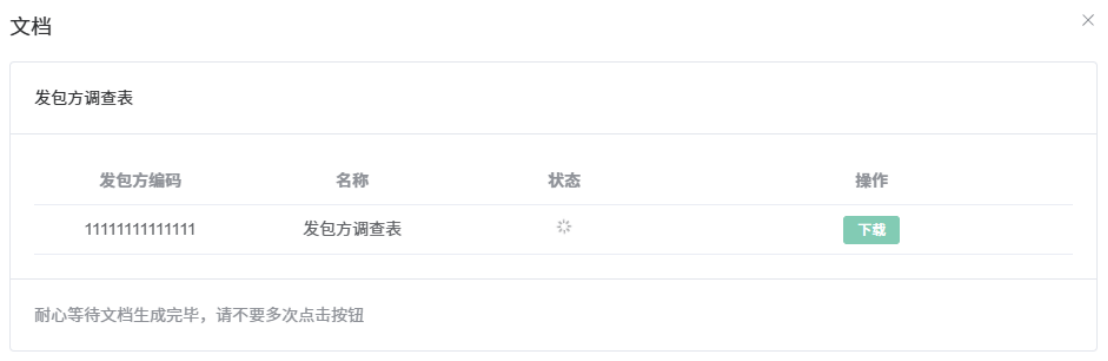 文档
发包方调查表
发包方编码 名称 状态 操作
11111111111111 发包方调查表 下载
耐心等待文档生成完毕，请不要多次点击按钮